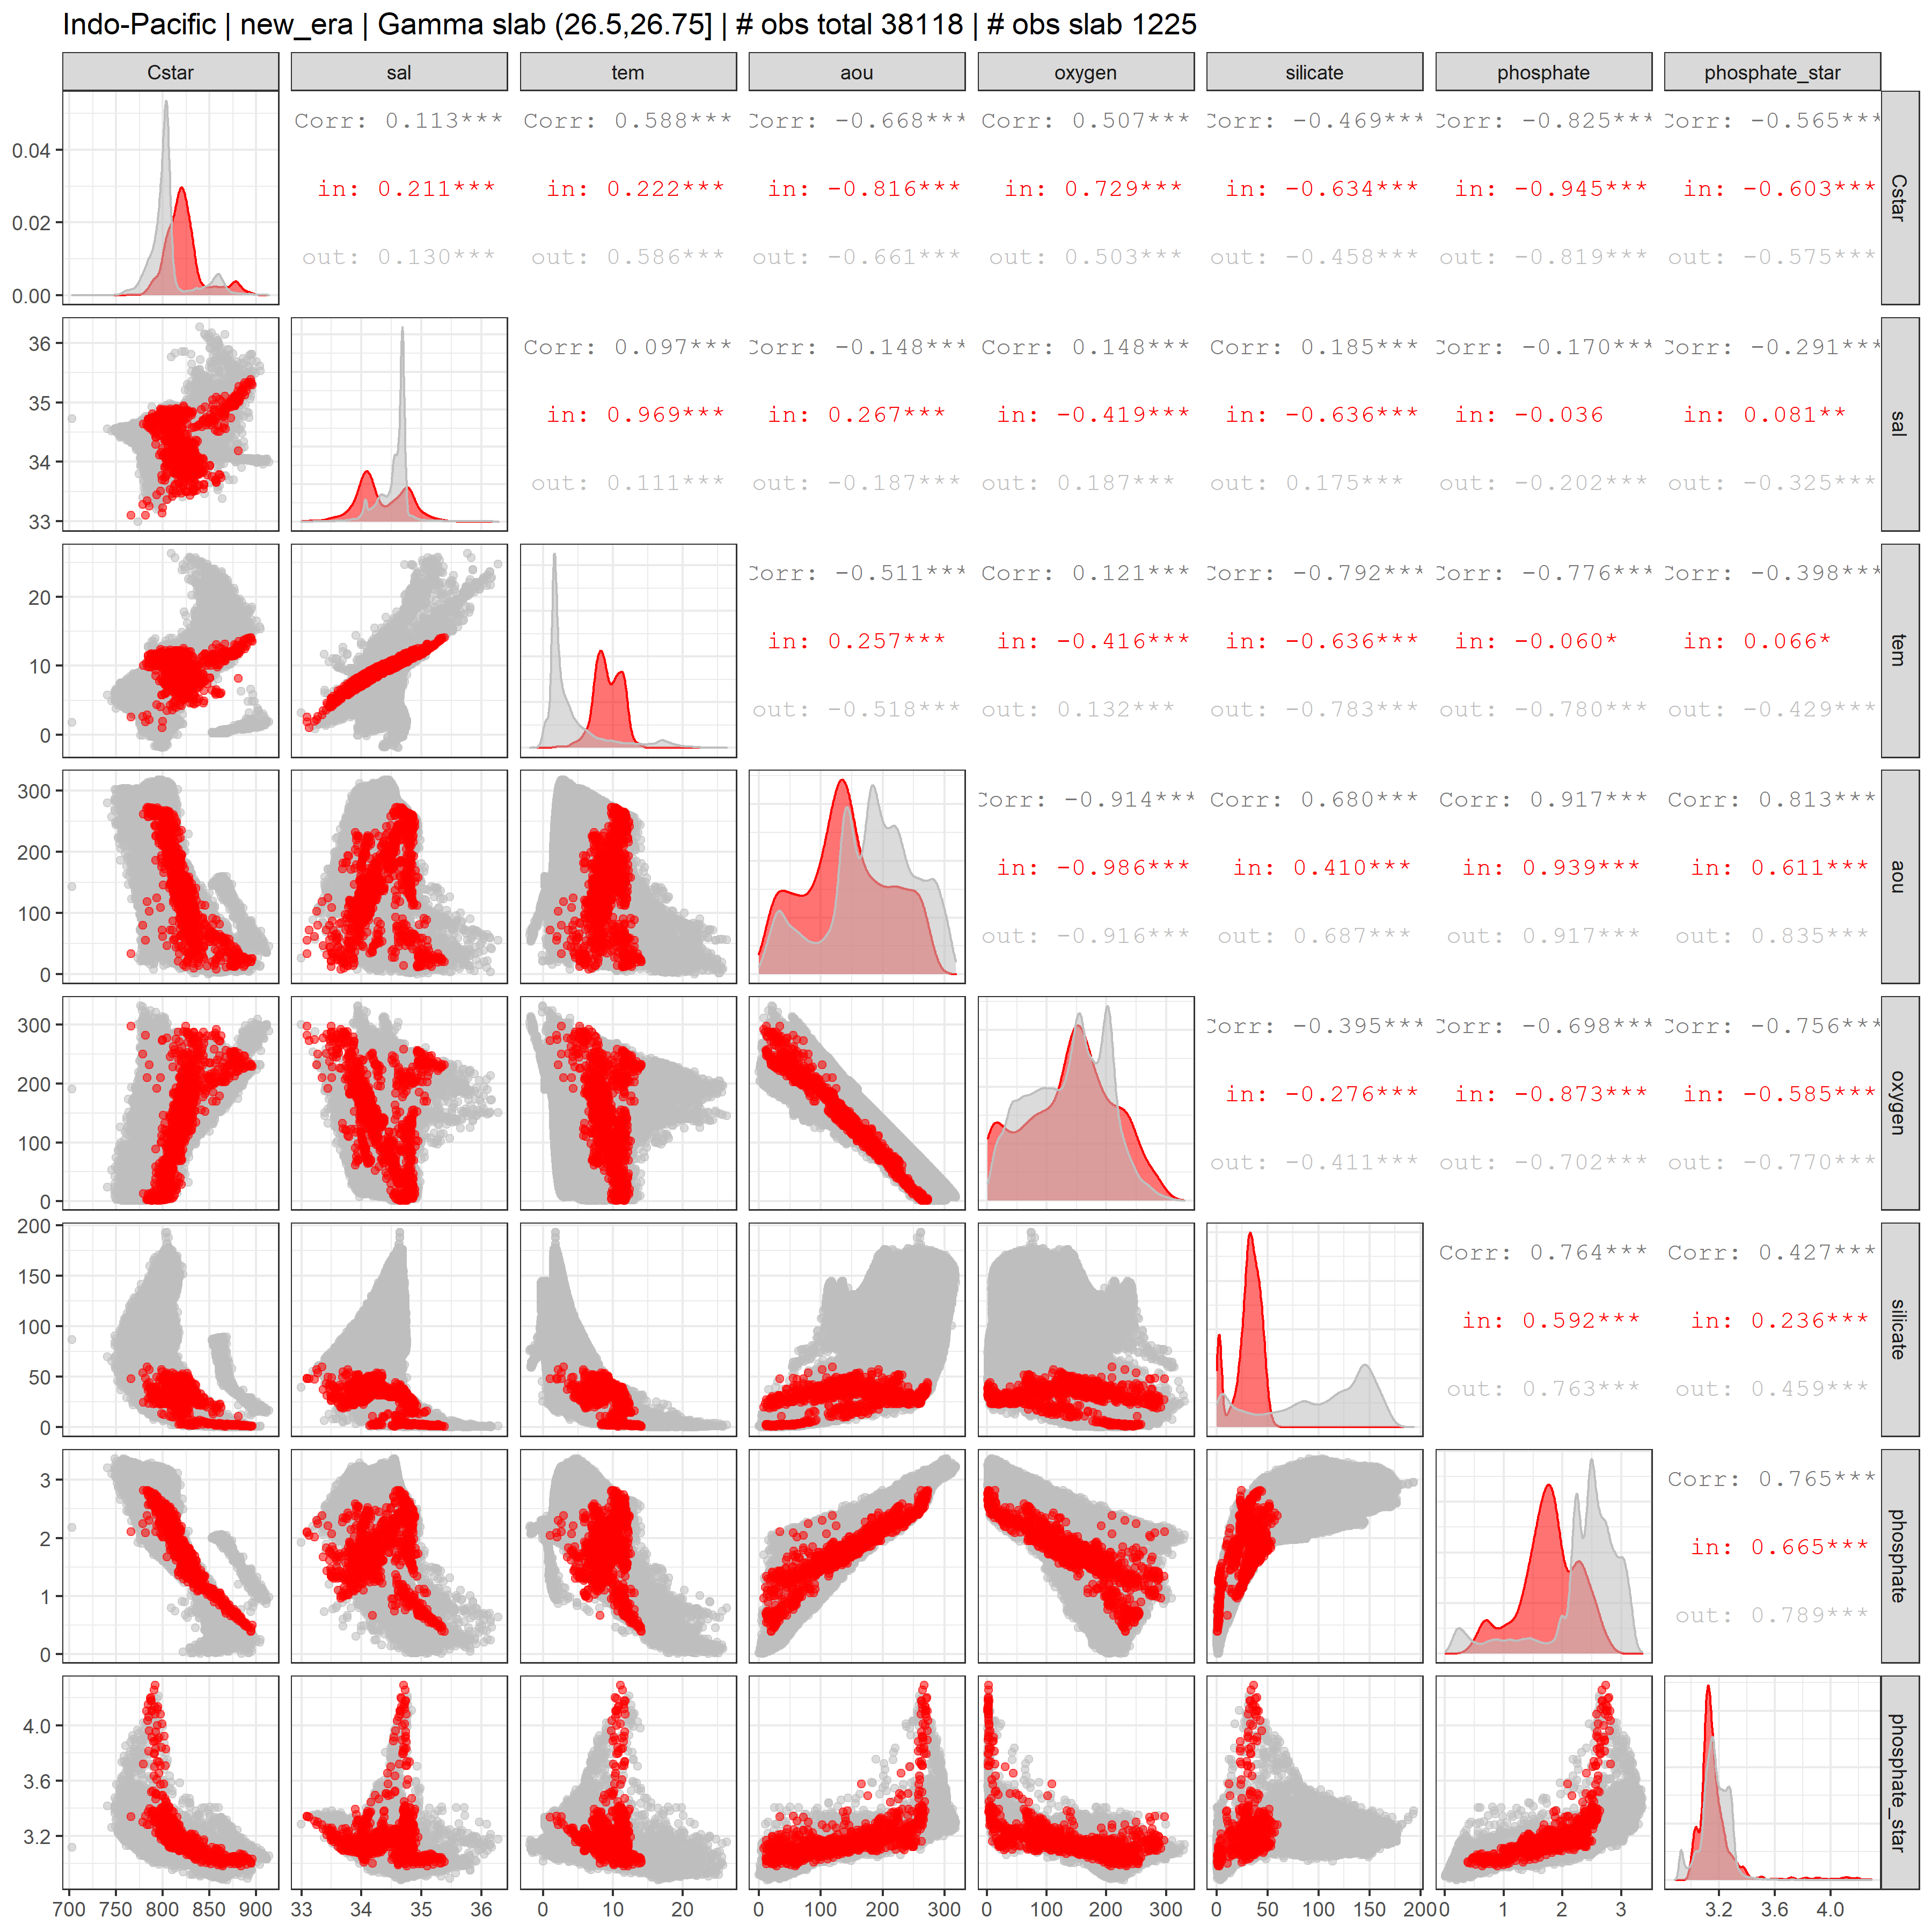 Indo-Pacific | new_era | Gamma slab (26.5,26.75] | # obs total 38118 | # obs slab 1225
Cstar sal tem aou oxygen silicate phosphate phosphate_star
Corr: 0.113*** Corr: 0.588*** Corr: -0.668*** Corr: 0.507*** Corr: -0.469*** Corr: -0.825*** Corr: -0.565***
0.04
in: 0.211*** in: 0.222*** in: -0.816*** in: 0.729*** in: -0.634*** in: -0.945*** in: -0.603***
Cstar
0.02
out: 0.130*** out: 0.586*** out: -0.661*** out: 0.503*** out: -0.458*** out: -0.819*** out: -0.575***
0.00
36
Corr: 0.097*** Corr: -0.148*** Corr: 0.148*** Corr: 0.185*** Corr: -0.170*** Corr: -0.291***
35
in: 0.969*** in: 0.267*** in: -0.419*** in: -0.636*** in: -0.036 in: 0.081**
sal
34
out: 0.111*** out: -0.187*** out: 0.187*** out: 0.175*** out: -0.202*** out: -0.325***
33
Corr: -0.511*** Corr: 0.121*** Corr: -0.792*** Corr: -0.776*** Corr: -0.398***
20
in: 0.257*** in: -0.416*** in: -0.636*** in: -0.060* in: 0.066*
tem
10
out: -0.518*** out: 0.132*** out: -0.783*** out: -0.780*** out: -0.429***
0
300
Corr: -0.914*** Corr: 0.680*** Corr: 0.917*** Corr: 0.813***
200
in: -0.986*** in: 0.410*** in: 0.939*** in: 0.611***
aou
100
out: -0.916*** out: 0.687*** out: 0.917*** out: 0.835***
0
300
Corr: -0.395*** Corr: -0.698*** Corr: -0.756***
200
in: -0.276*** in: -0.873*** in: -0.585***
oxygen
100
out: -0.411*** out: -0.702*** out: -0.770***
0
200
Corr: 0.764*** Corr: 0.427***
150
in: 0.592*** in: 0.236***
silicate
100
50
out: 0.763*** out: 0.459***
0
3
Corr: 0.765***
2
in: 0.665***
phosphate
1
out: 0.789***
0
4.0
3.6
phosphate_star
3.2
700 750 800 850 900 33 34 35 36 0 10 20 0 100 200 300 0 100 200 300 0 50 100 150 200 0 1 2 3 3.2 3.6 4.0